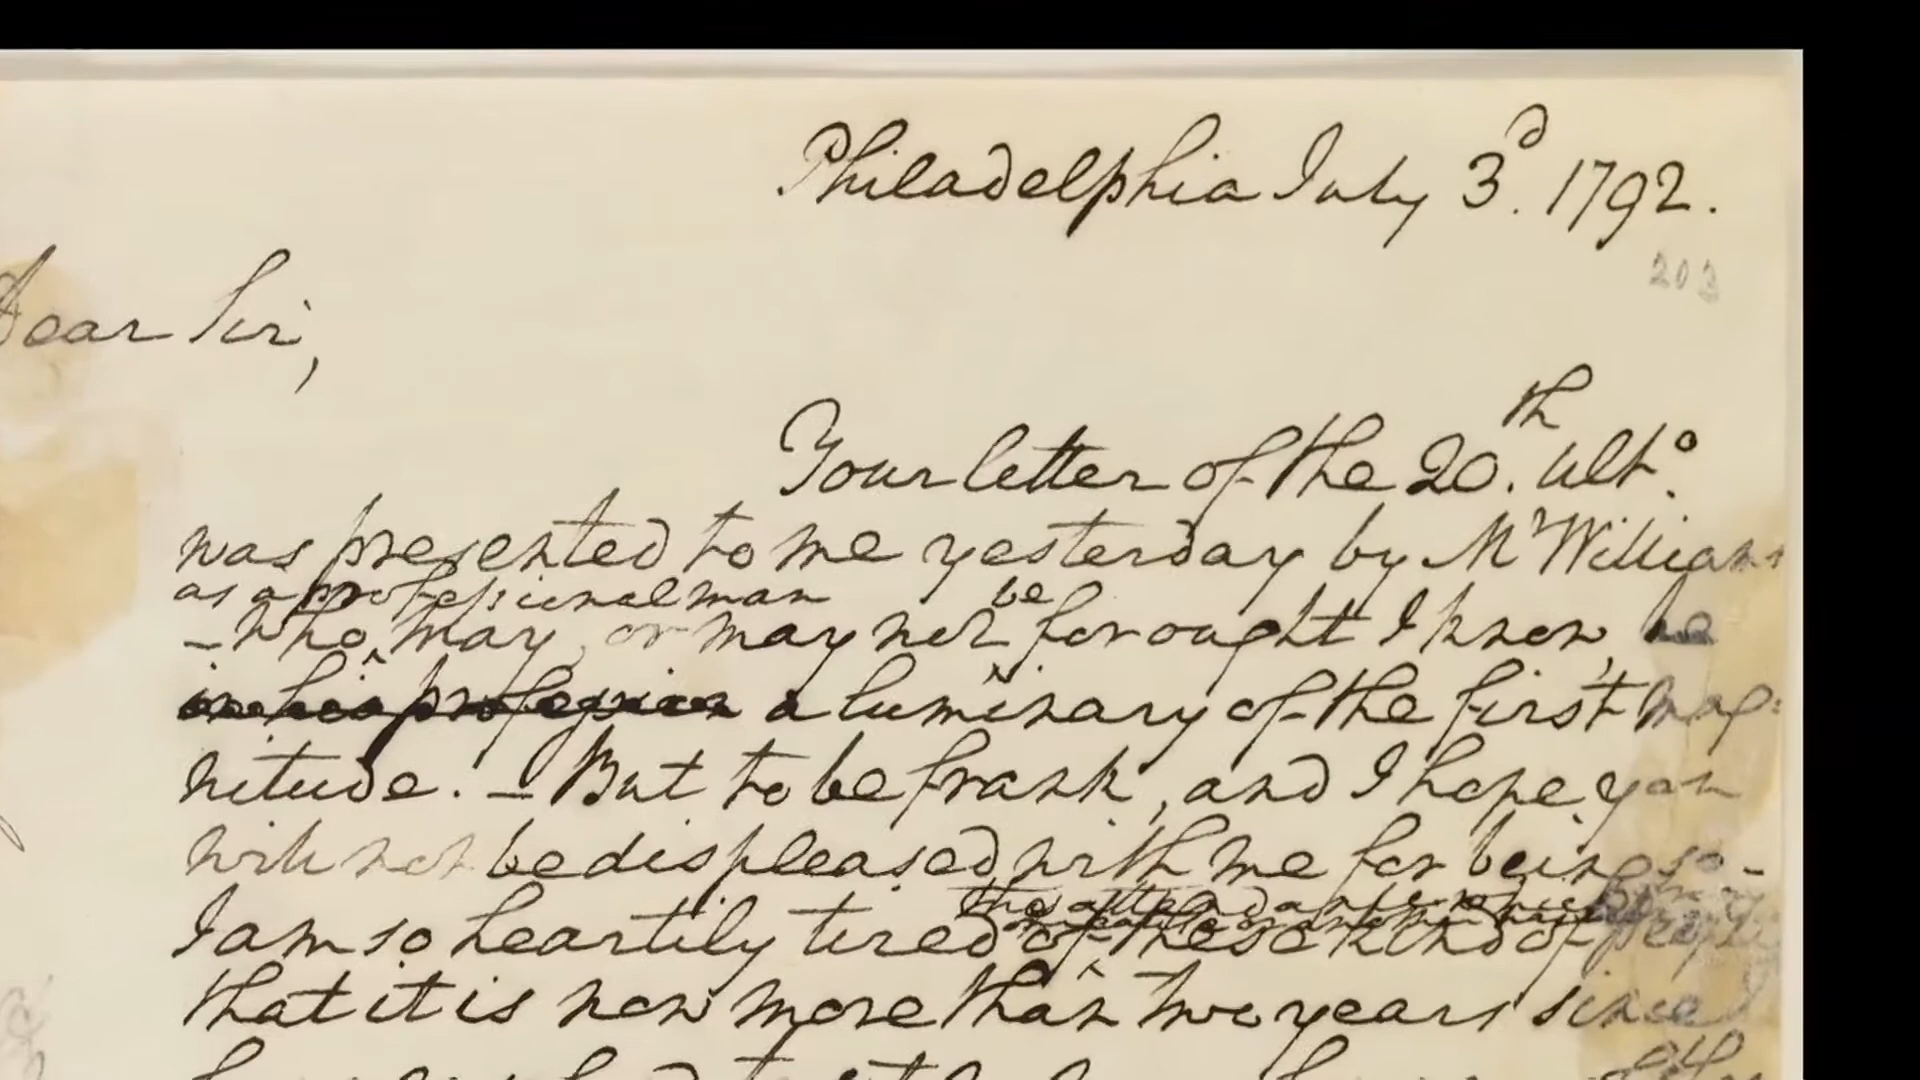 Philadelphia July 3d. 1792.
203
Dear Sir,
Your letter of the 20th. Ulto.
was presented to me yesterday by Mr Williams
as a professional man be
– who, may, or may not for ought I know, be
in his profession a luminary of the first mag:
nitude. – But to be frank, and I hope you
will not be displeased with me for being so –
the attendance
I am so heartily tired of these kind of people
that it is now more than two years since I